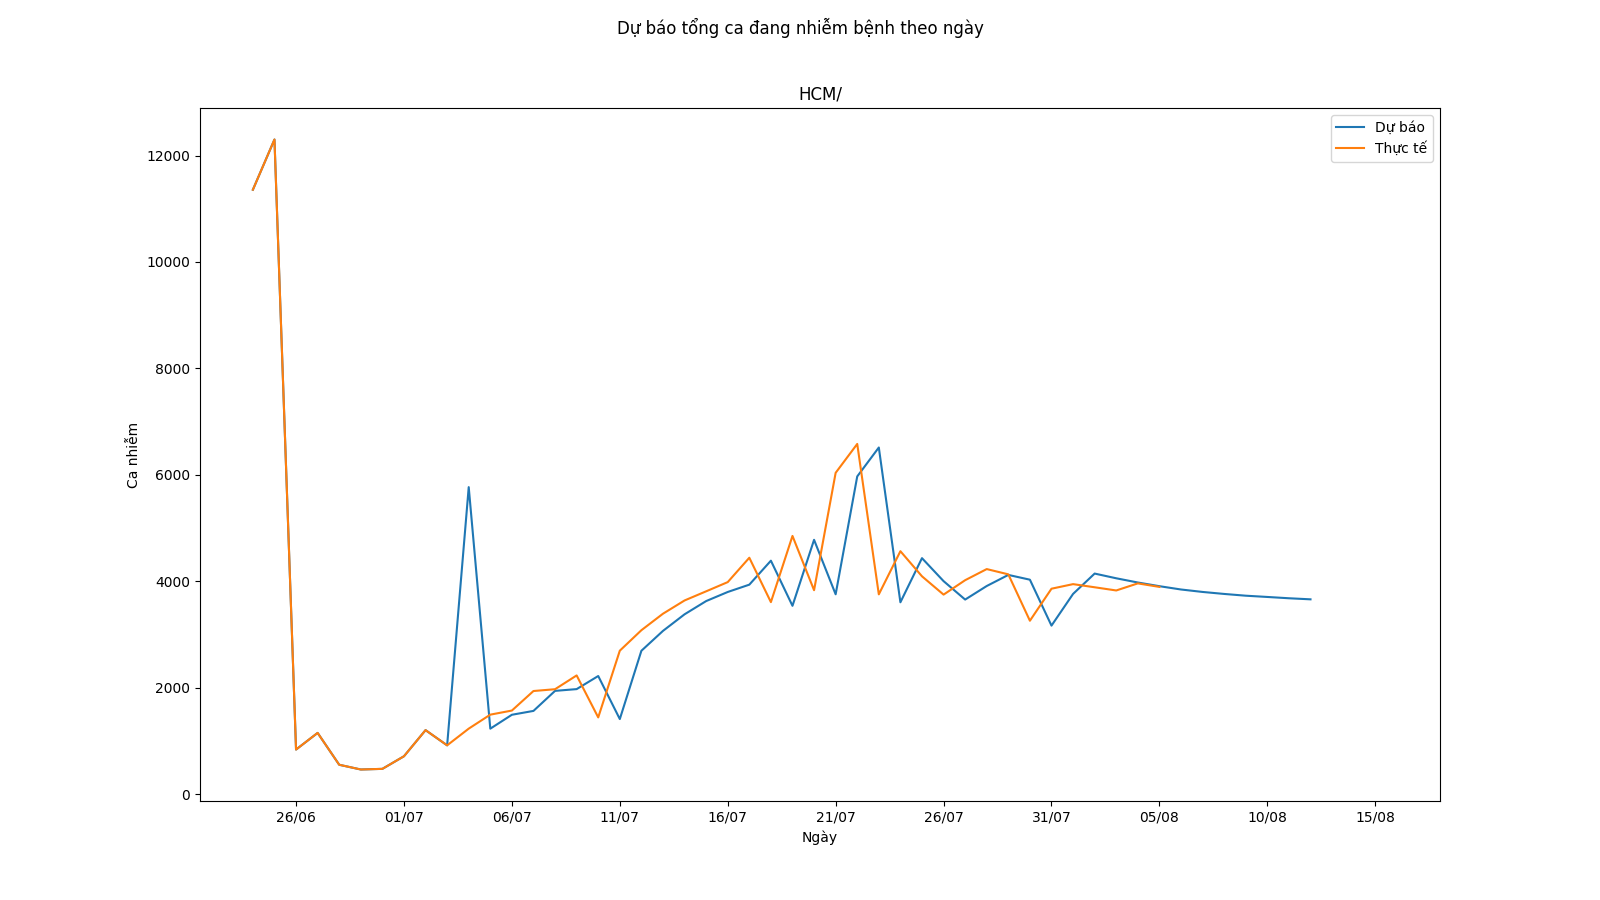 Dự báo tổng ca đang nhiễm bệnh theo ngày
HCM/
Dự báo
Thực tế
12000
10000
8000
6000
4000
2000
0
Ca nhiễm
26/06 01/07 06/07 11/07 16/07 21/07 26/07 31/07 05/08 10/08 15/08
Ngày